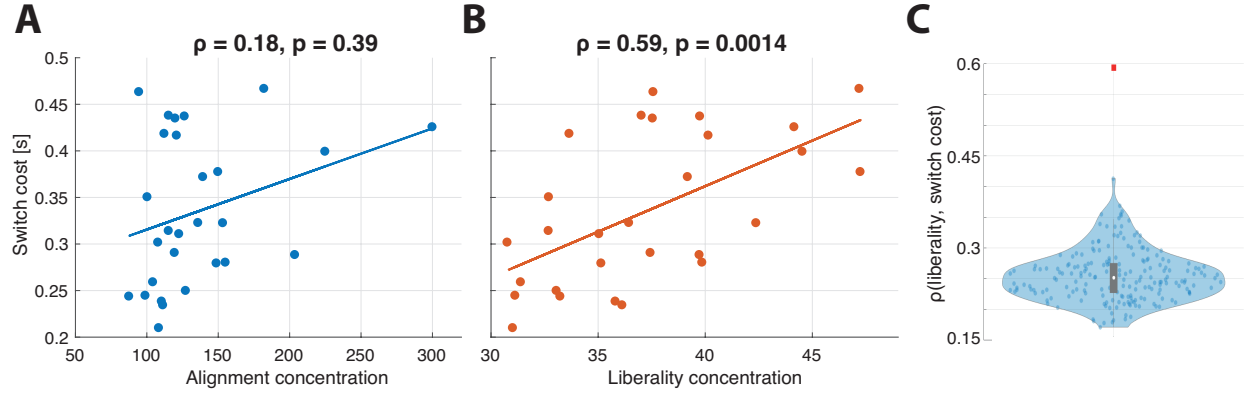 A
B
C
ρ = 0.18, p = 0.39
ρ = 0.59, p = 0.0014
Switch cost [s]
0.5
0.45
0.4
0.35
0.3
0.25
0.2
50
100
150
200
250
300
Alignment concentration
30
35
40
45
Liberality concentration
ρ(liberality, switch cost)
0.6
0.45
0.3
0.15